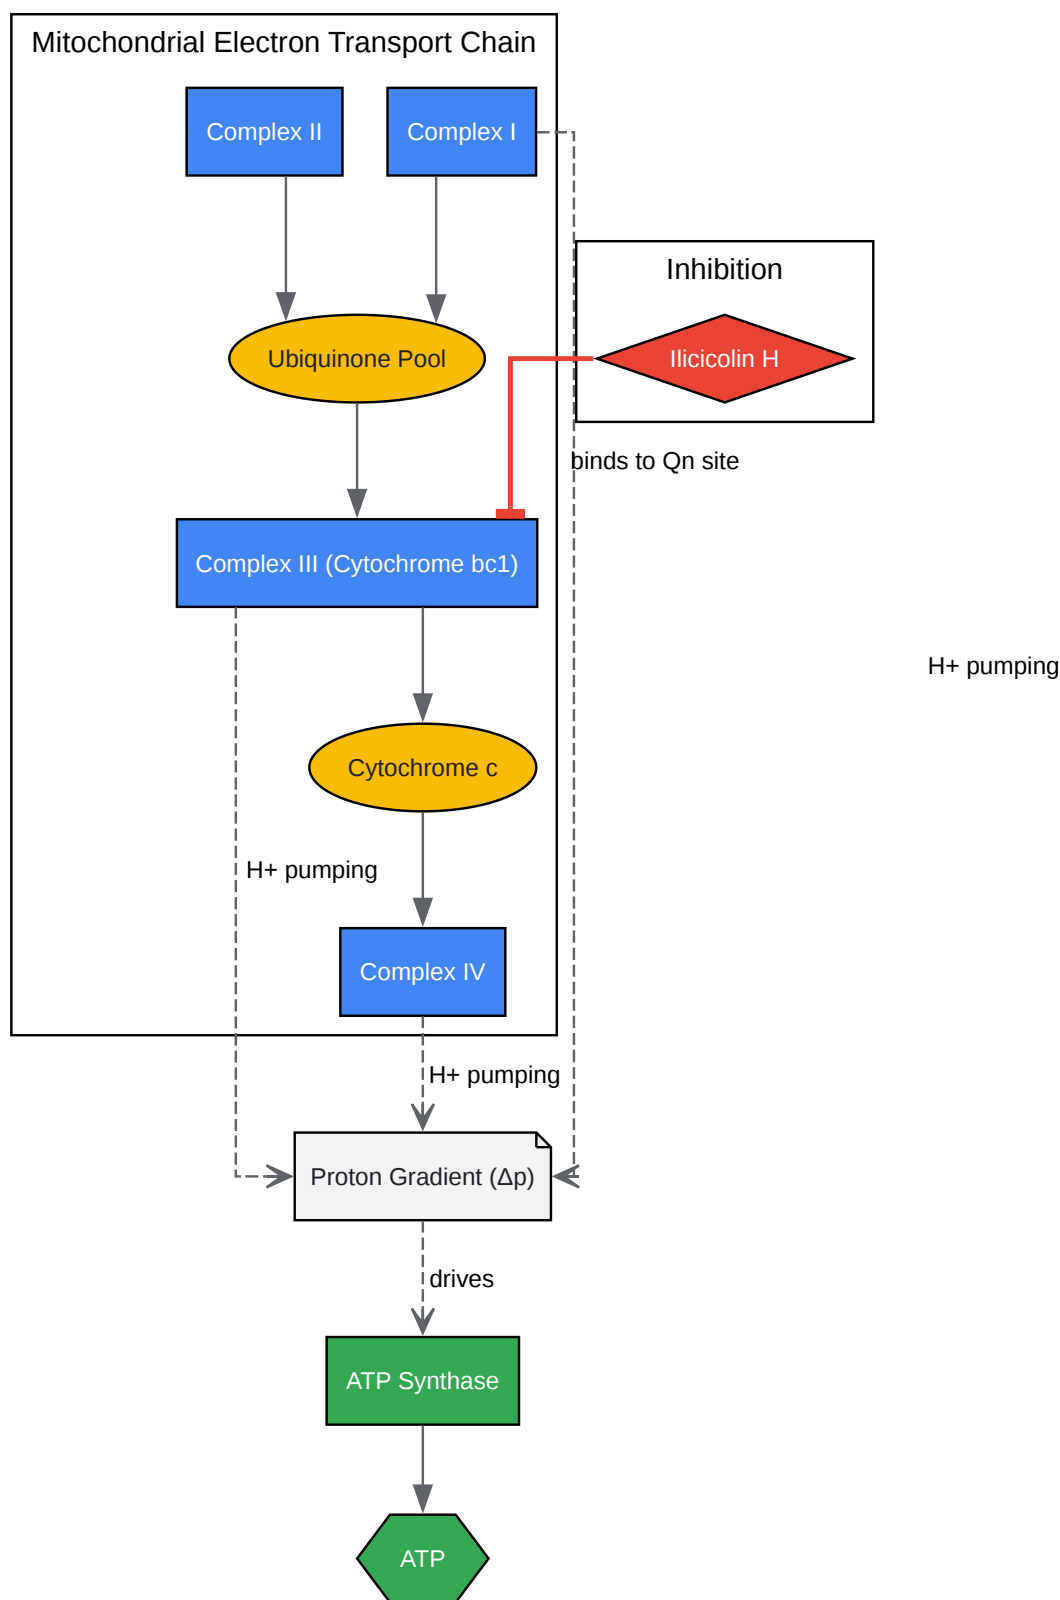 Mitochondrial Electron Transport Chain
Complex II
Complex I
Inhibition
Ubiquinone Pool
Ilicicolin H
binds to Qn site
Complex III (Cytochrome bc1)
H+ pumping
Cytochrome c
H+ pumping
Complex IV
H+ pumping
Proton Gradient (Δp)
drives
ATP Synthase
ATP